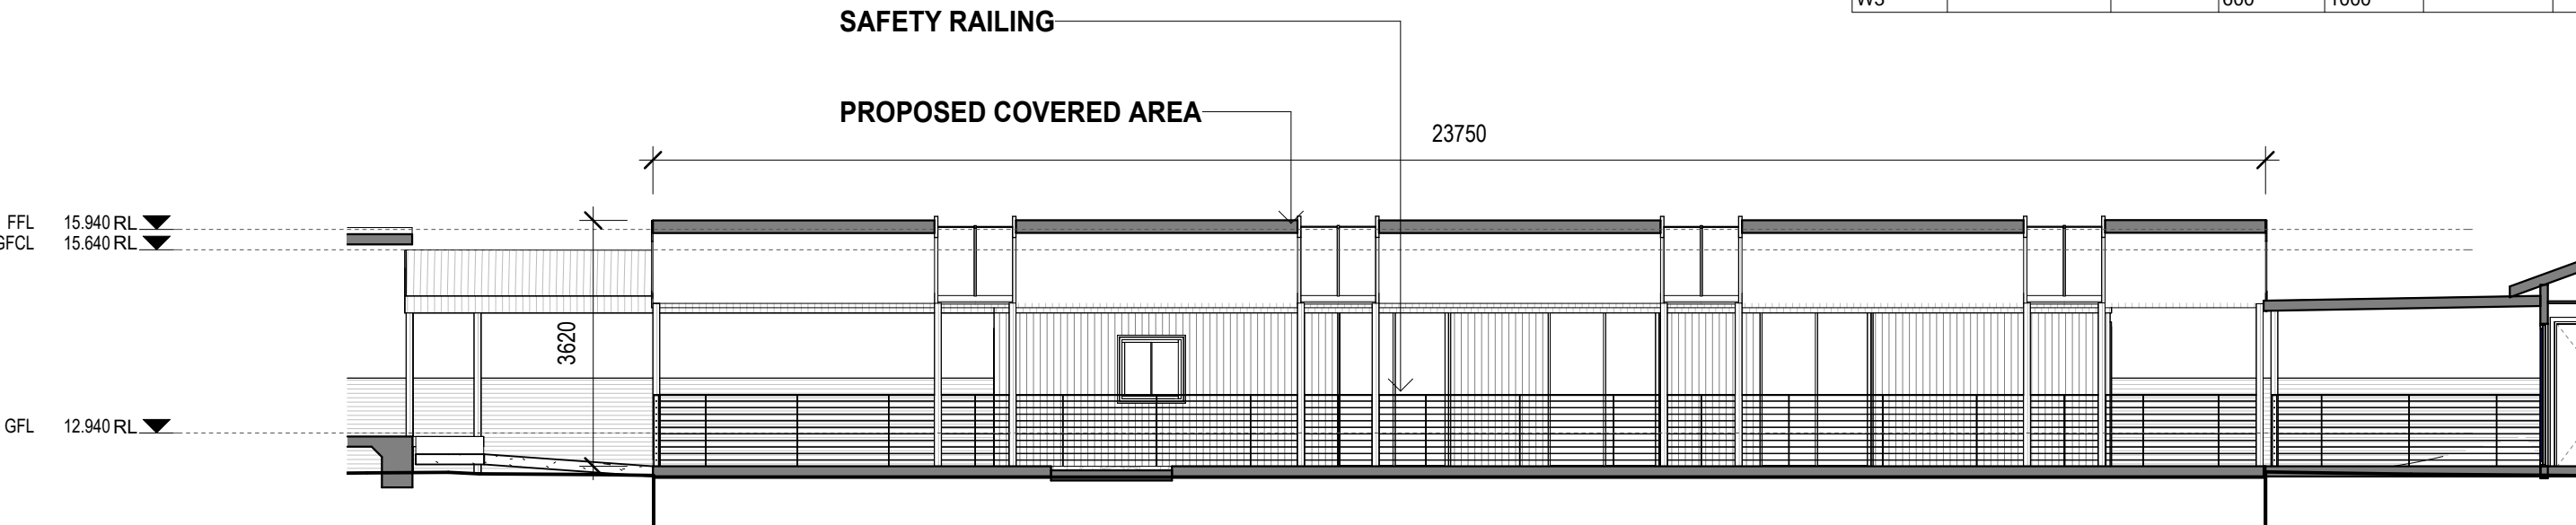 SAFETY RAILING
PROPOSED COVERED AREA
23750
FFL 15.940 RL
GFCL 15.640 RL
3620
GFL 12.940 RL